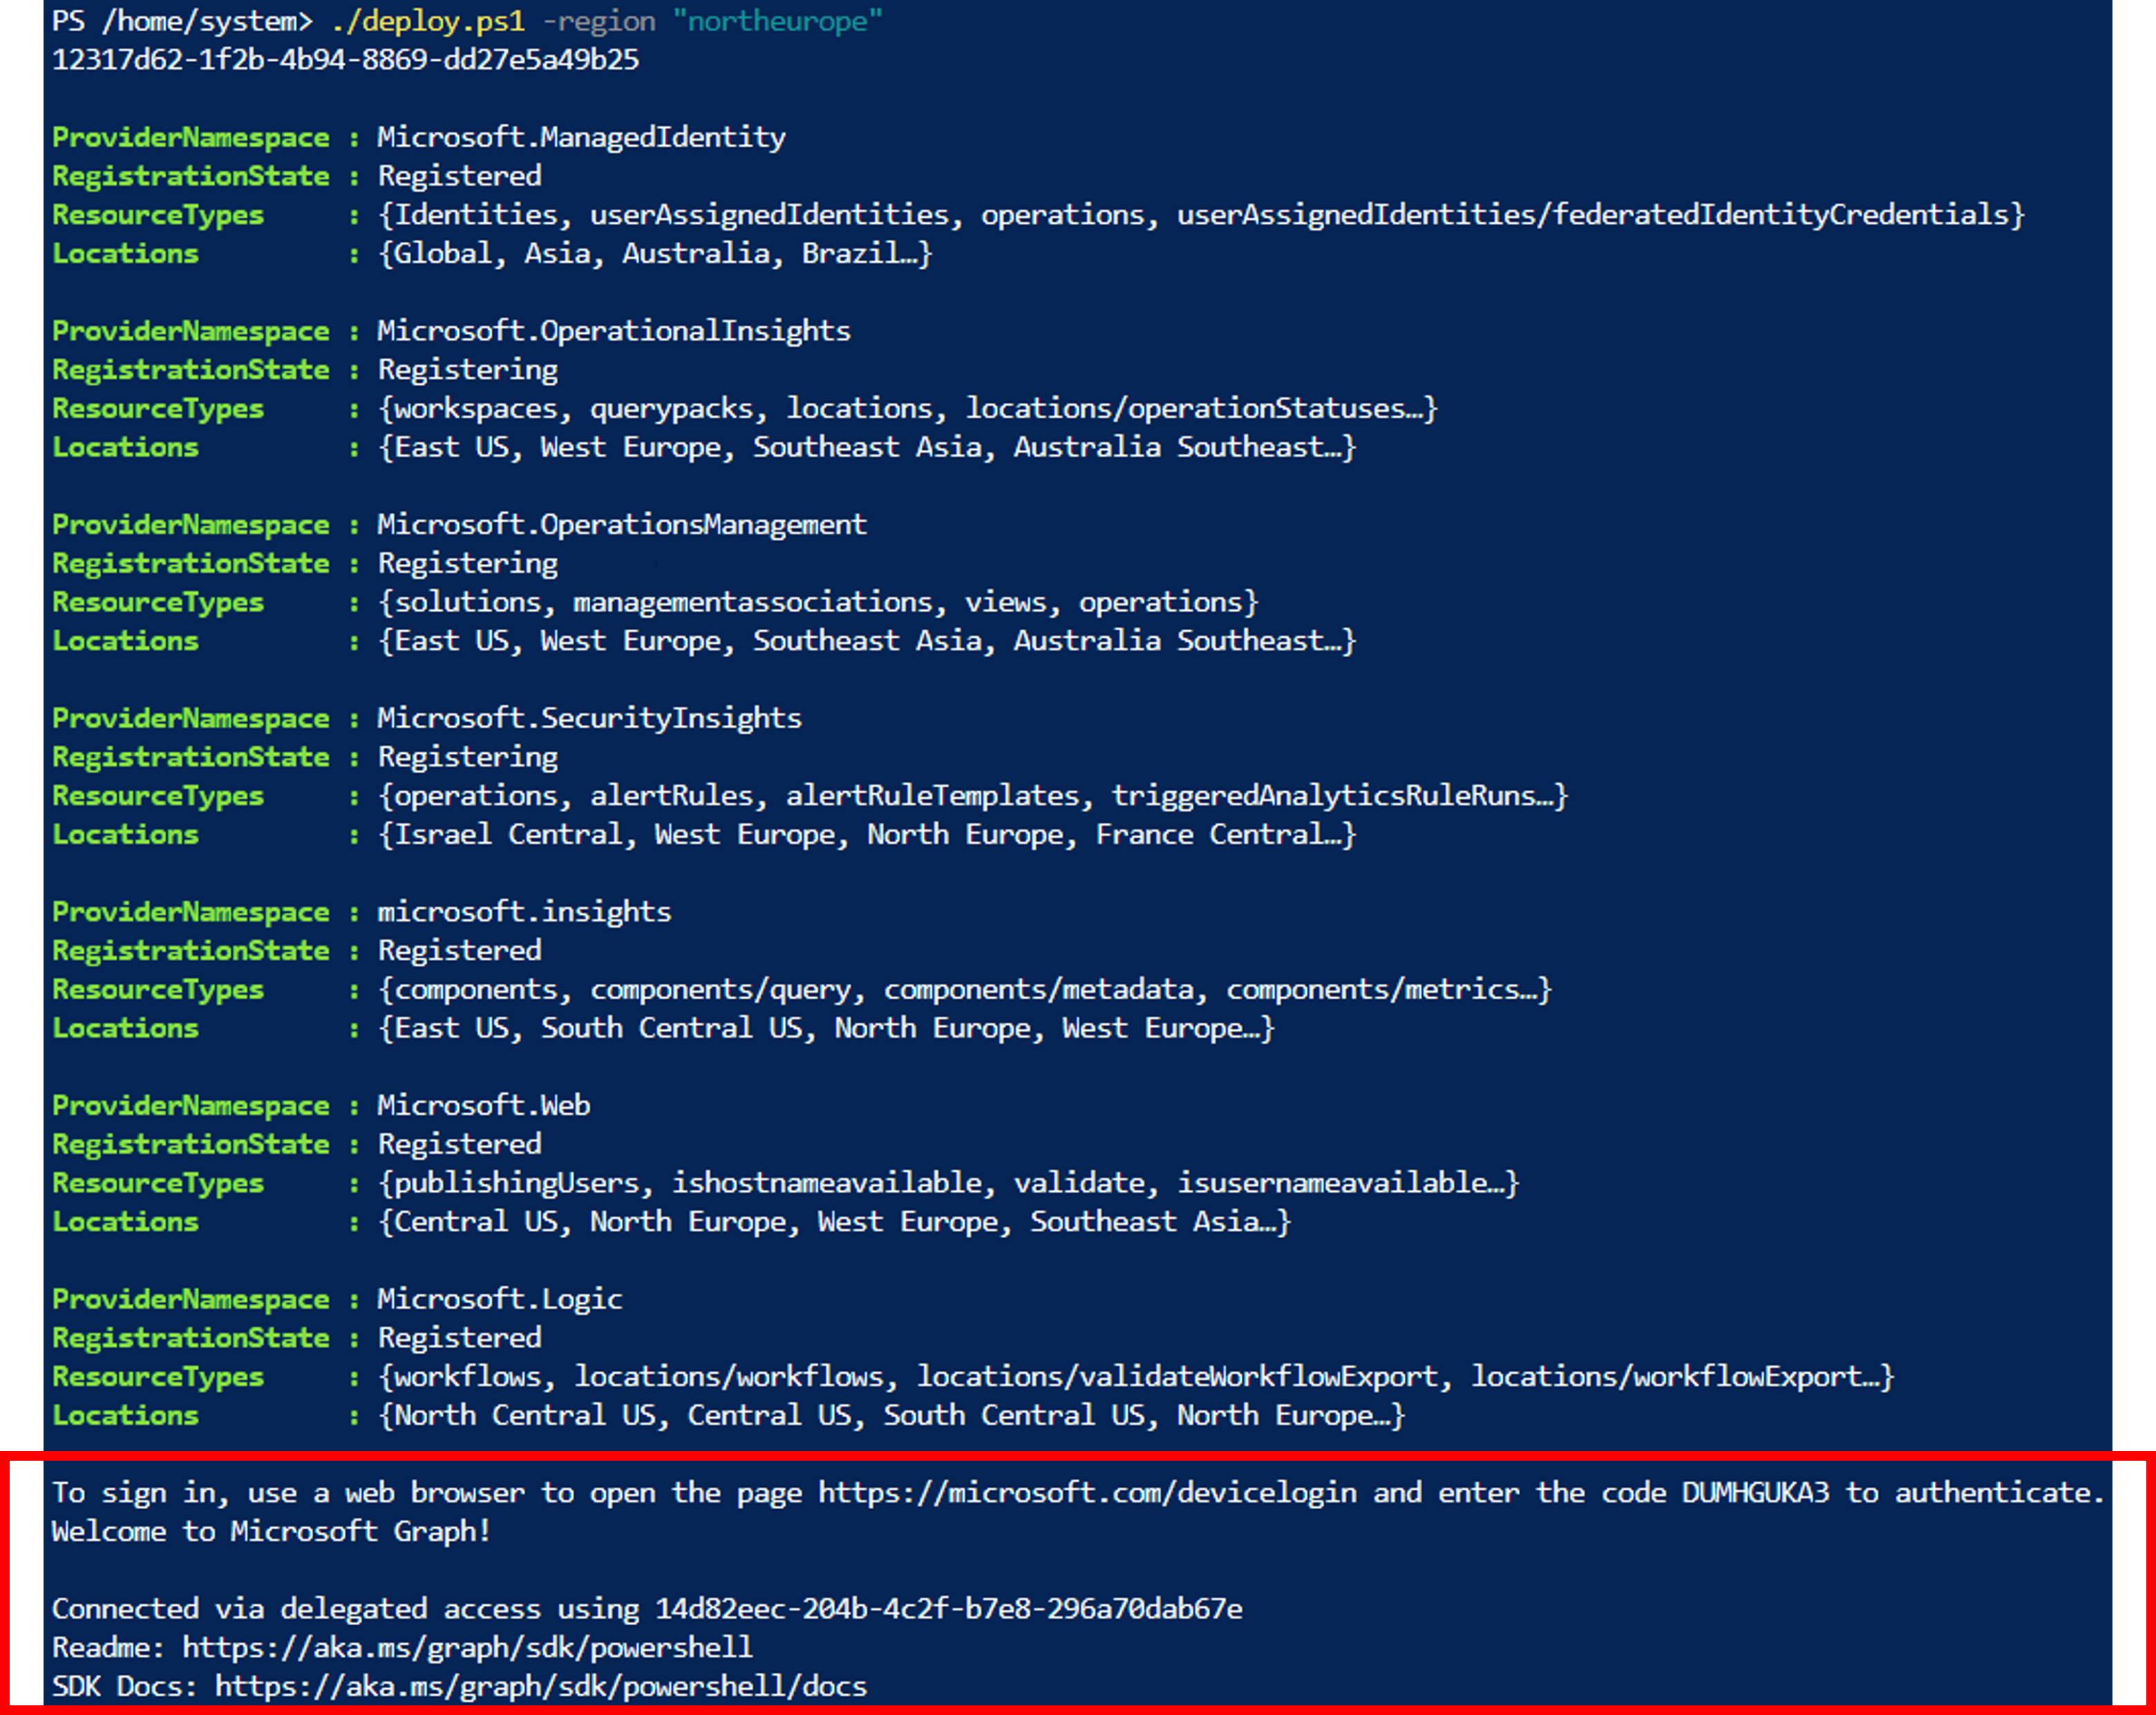 PS /home/system> ./deploy.ps1 -region "northeurope"
12317d62-1f2b-4b94-8869-dd27e5a49b25
ProviderNamespace : Microsoft.ManagedIdentity
RegistrationState : Registered
ResourceTypes     : {Identities, userAssignedIdentities, operations, userAssignedIdentities/federatedIdentityCredentials}
Locations         : {Global, Asia, Australia, Brazil…}
ProviderNamespace : Microsoft.OperationalInsights
RegistrationState : Registering
ResourceTypes     : {workspaces, querypacks, locations, locations/operationStatuses…}
Locations         : {East US, West Europe, Southeast Asia, Australia Southeast…}
ProviderNamespace : Microsoft.OperationsManagement
RegistrationState : Registering
ResourceTypes     : {solutions, managementassociations, views, operations}
Locations         : {East US, West Europe, Southeast Asia, Australia Southeast…}
ProviderNamespace : Microsoft.SecurityInsights
RegistrationState : Registering
ResourceTypes     : {operations, alertRules, alertRuleTemplates, triggeredAnalyticsRuleRuns…}
Locations         : {Israel Central, West Europe, North Europe, France Central…}
ProviderNamespace : microsoft.insights
RegistrationState : Registered
ResourceTypes     : {components, components/query, components/metadata, components/metrics…}
Locations         : {East US, South Central US, North Europe, West Europe…}
ProviderNamespace : Microsoft.Web
RegistrationState : Registered
ResourceTypes     : {publishingUsers, ishostnameavailable, validate, isusernameavailable…}
Locations         : {Central US, North Europe, West Europe, Southeast Asia…}
ProviderNamespace : Microsoft.Logic
RegistrationState : Registered
ResourceTypes     : {workflows, locations/workflows, locations/validateWorkflowExport, locations/workflowExport…}
Locations         : {North Central US, Central US, South Central US, North Europe…}
To sign in, use a web browser to open the page https://microsoft.com/devicelogin and enter the code DUMHGUKA3 to authenticate.
Welcome to Microsoft Graph!
Connected via delegated access using 14d82eec-204b-4c2f-b7e8-296a70dab67e
Readme: https://aka.ms/graph/sdk/powershell
SDK Docs: https://aka.ms/graph/sdk/powershell/docs